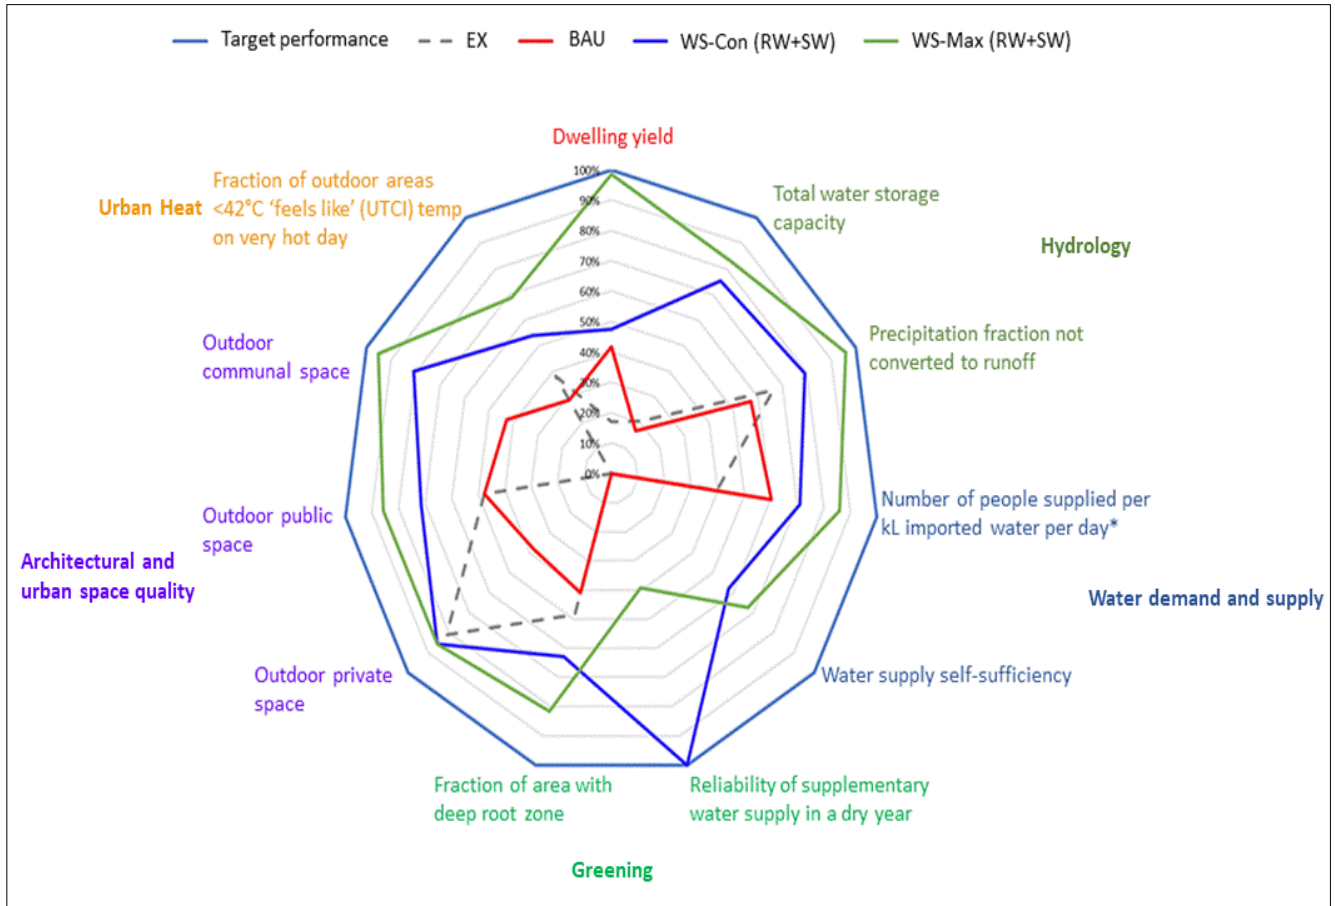 Target performance
EX
BAU
WS-Con (RW+SW)
WS-Max (RW+SW)
Dwelling yield
100%
90%
80%
70%
60%
50%
40%
30%
20%
10%
0%
Total water storage
capacity
Hydrology
Precipitation fraction not
converted to runoff
Number of people supplied per
kL imported water per day*
Water demand and supply
Water supply self-sufficiency
Reliability of supplementary
water supply in a dry year
Greening
Fraction of area with
deep root zone
Outdoor private
space
Architectural and
urban space quality
Outdoor public
space
Outdoor
communal space
Urban Heat
Fraction of outdoor areas
<42°C ‘feels like’ (UTCI) temp
on very hot day